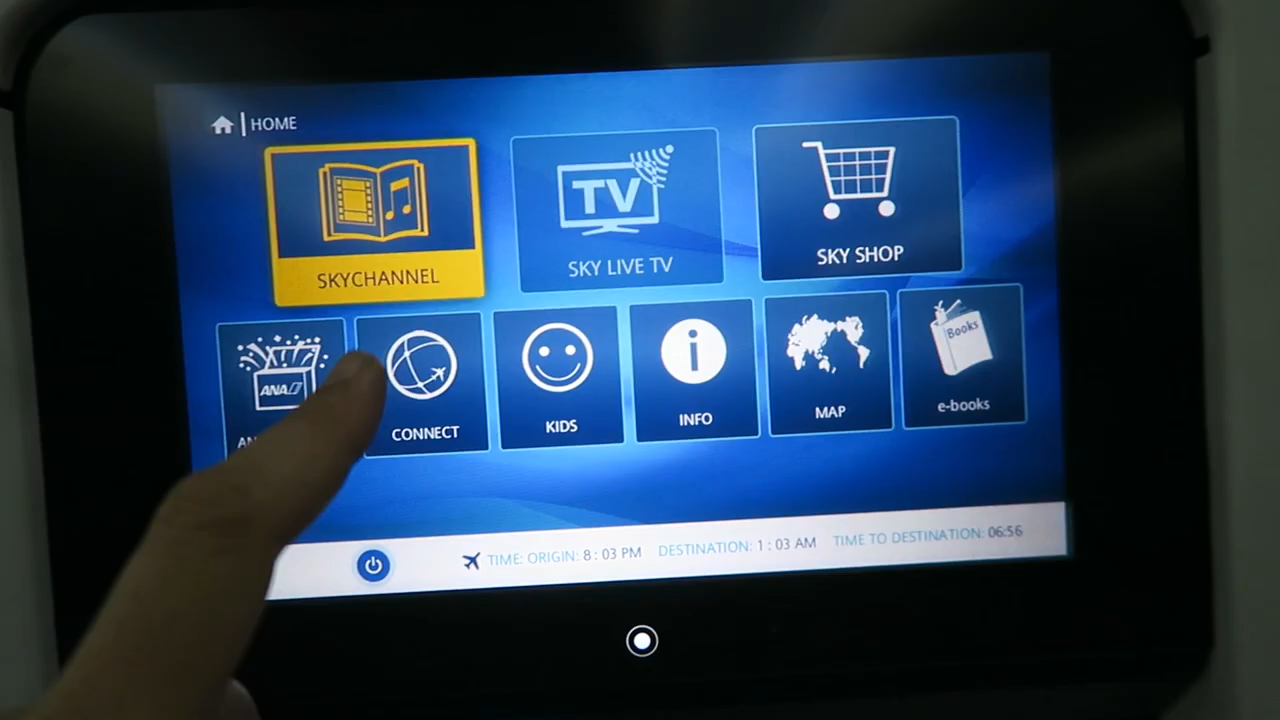 HOME
SKYCHANNEL
TV
SKY LIVE TV
SKY SHOP
ANA
CONNECT
KIDS
i
INFO
MAP
Books
e-books
TIME: ORIGIN: 8 : 03 PM DESTINATION: 1 : 03 AM TIME TO DESTINATION: 06:56